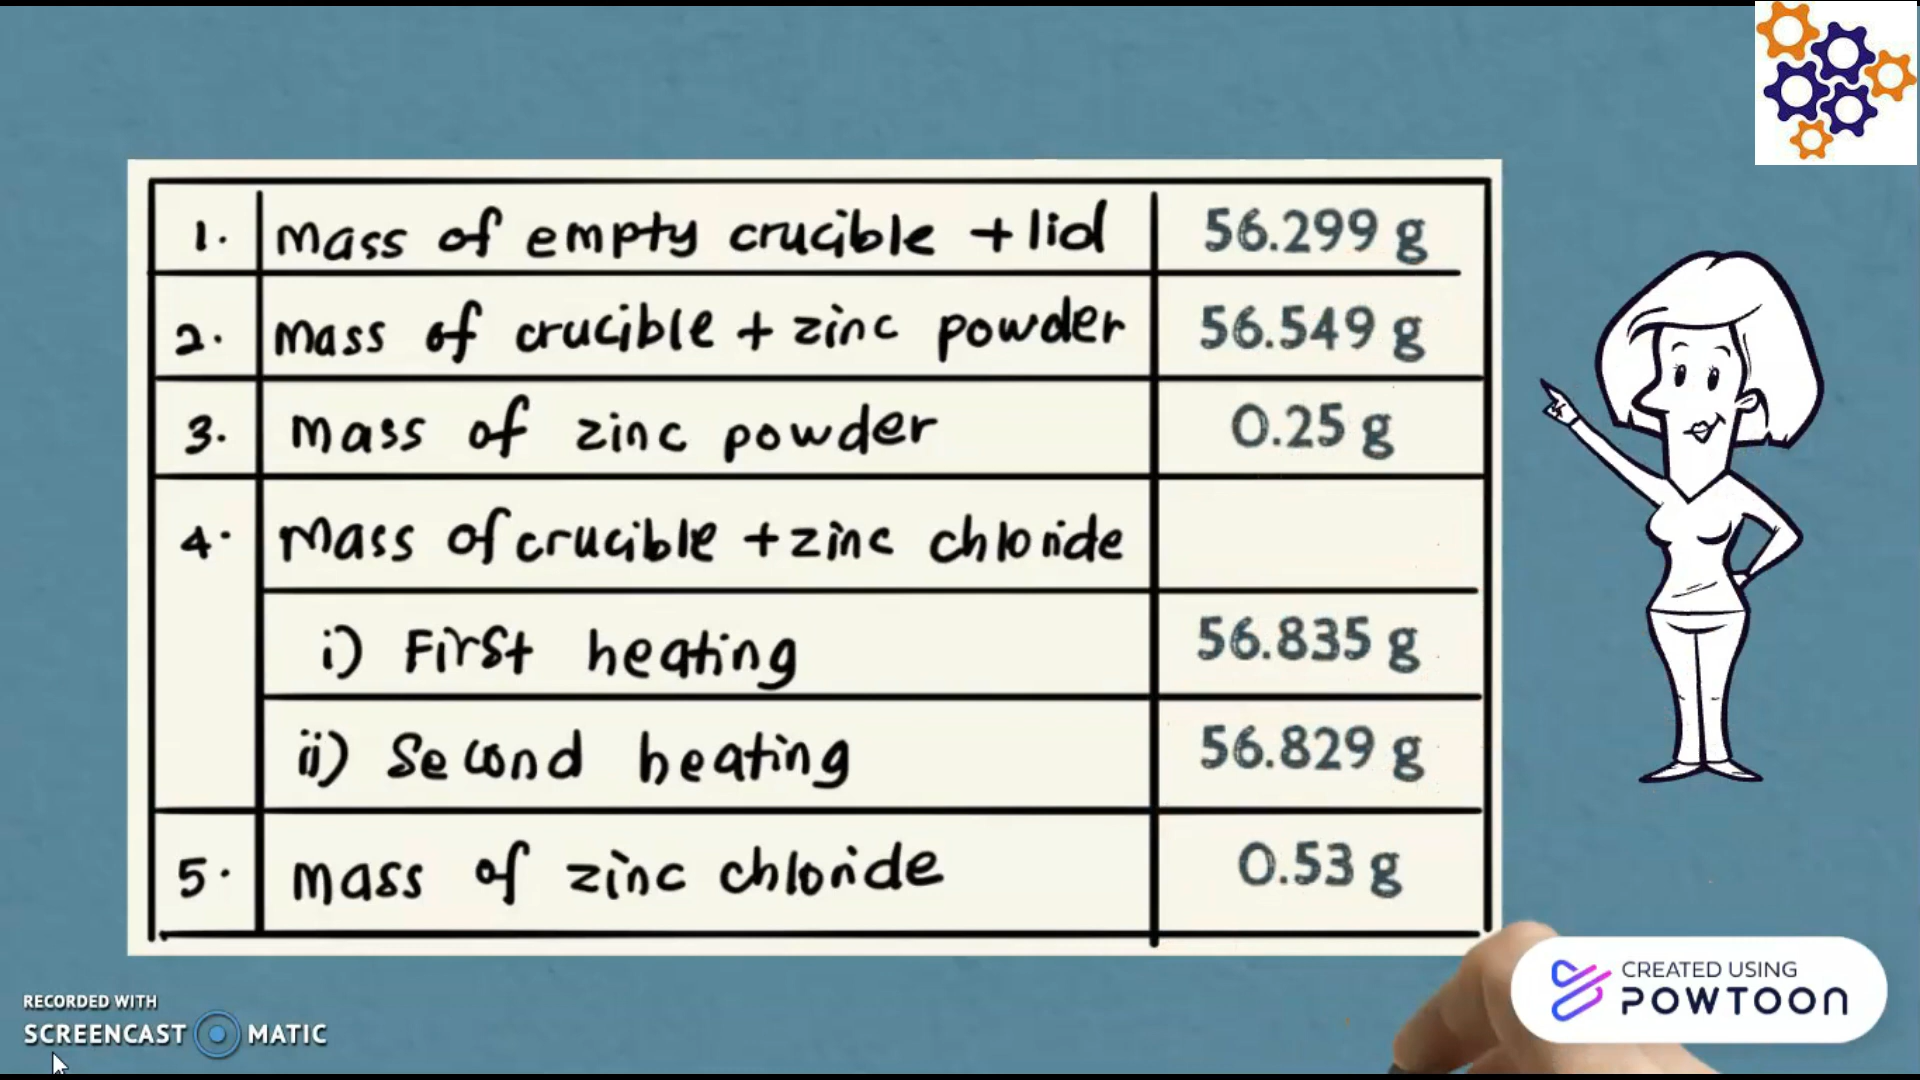 1. mass of empty crucible + lid 56.299 g
2. mass of crucible + zinc powder 56.549 g
3. mass of zinc powder 0.25 g
4. mass of crucible + zinc chloride
i) First heating 56.835 g
ii) Second heating 56.829 g
5. mass of zinc chloride 0.53 g
RECORDED WITH
SCREENCAST MATIC
CREATED USING
POWTOON